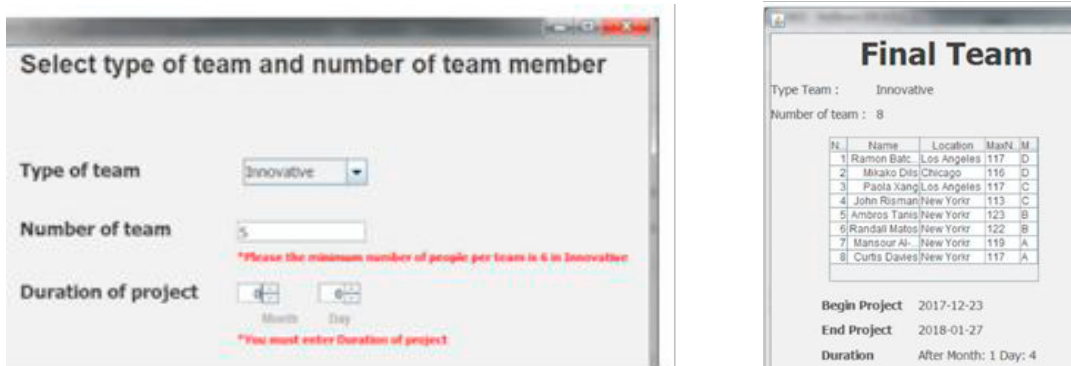 Select type of team and number of team member
Type of team Innovative
Number of team 5
*Please the minimum number of people per team is 6 in Innovative
Duration of project 0 0
Month Day
*You must enter Duration of project
Final Team
Type Team : Innovative
Number of team : 8
N.. Name Location MaxN.. M..
1 Ramon Batc... Los Angeles 117 D
2 Mikako Dils Chicago 116 D
3 Paola Xang Los Angeles 117 C
4 John Risman New Yorkr 113 C
5 Ambros Tanis New Yorkr 123 B
6 Randall Matos New Yorkr 122 B
7 Mansour Al-... New Yorkr 119 A
8 Curtis Davies New Yorkr 117 A
Begin Project 2017-12-23
End Project 2018-01-27
Duration After Month: 1 Day: 4